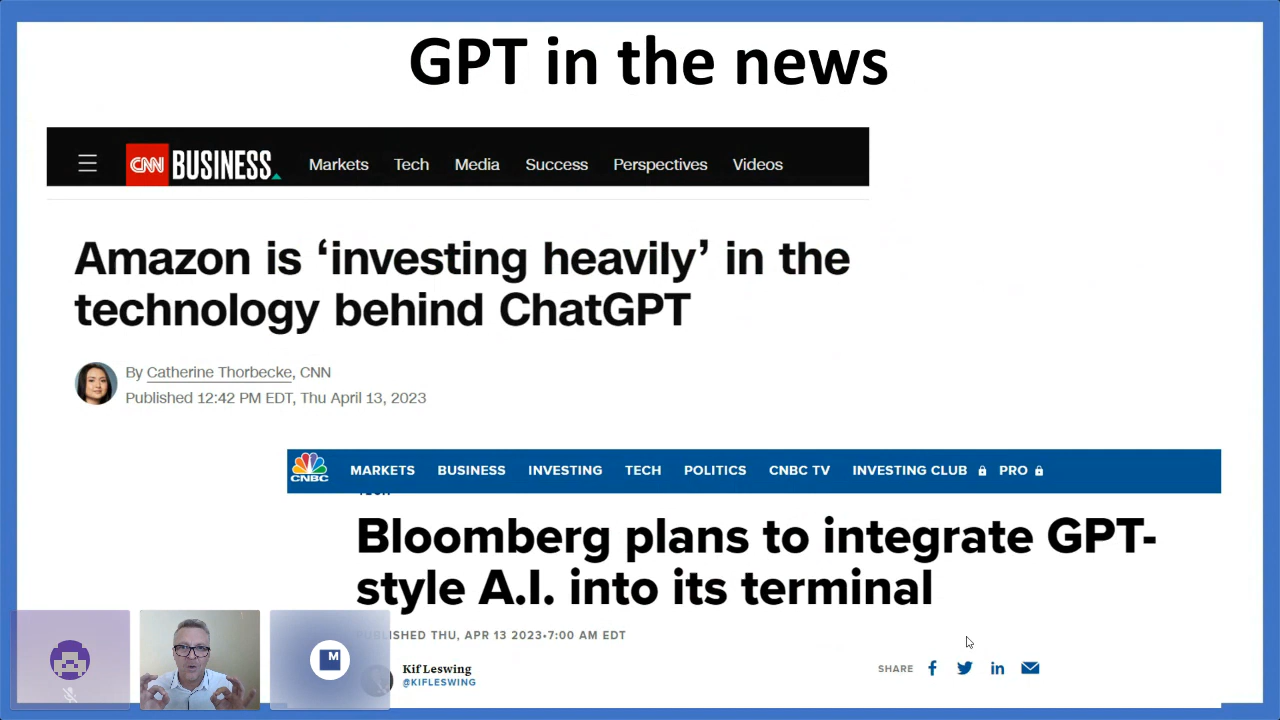 GPT in the news
CNN BUSINESS Markets Tech Media Success Perspectives Videos
Amazon is ‘investing heavily’ in the
technology behind ChatGPT
By Catherine Thorbecke, CNN
Published 12:42 PM EDT, Thu April 13, 2023
CNBC MARKETS BUSINESS INVESTING TECH POLITICS CNBC TV INVESTING CLUB PRO
TECH
Bloomberg plans to integrate GPT-
style A.I. into its terminal
PUBLISHED THU, APR 13 2023•7:00 AM EDT
Kif Leswing
@KIFLESWING
SHARE
M